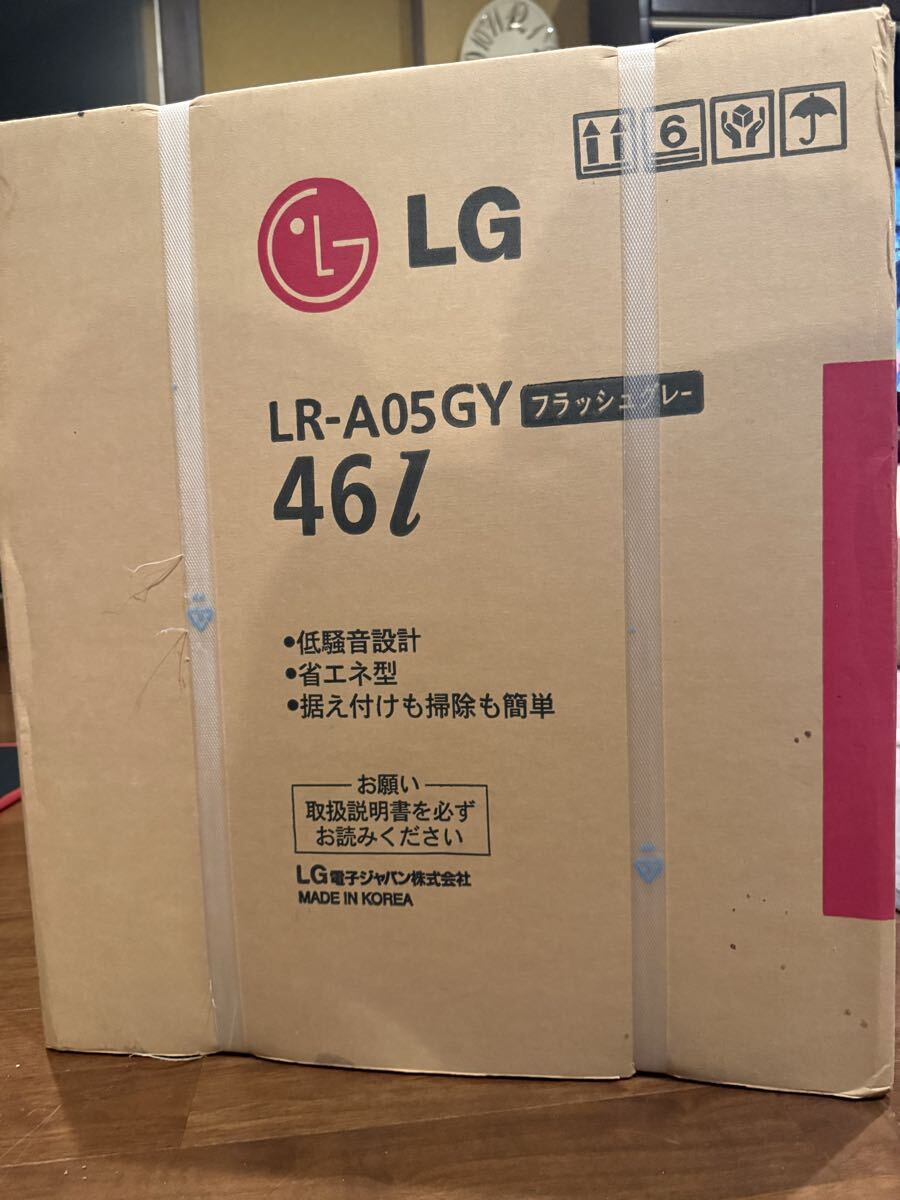 6
LG
LR-A05GY フラッシュグレー
46l
•低騒音設計
•省エネ型
•据え付けも掃除も簡単
お願い
取扱説明書を必ず
お読みください
LG電子ジャパン株式会社
MADE IN KOREA